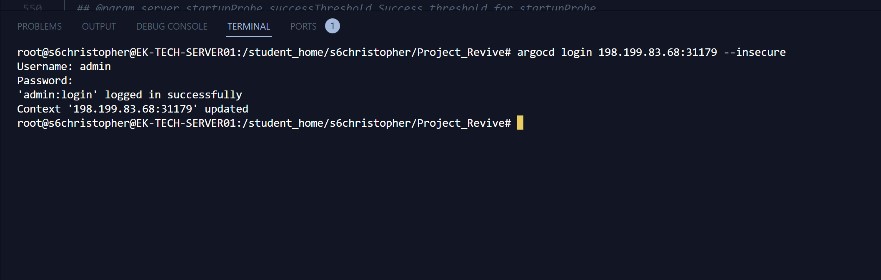 550 ## @param server.startupProbe.successThreshold Success threshold for startupProbe
PROBLEMS OUTPUT DEBUG CONSOLE TERMINAL PORTS 1
root@s6christopher@EK-TECH-SERVER01:/student_home/s6christopher/Project_Revive# argocd login 198.199.83.68:31179 --insecure
Username: admin
Password:
'admin:login' logged in successfully
Context '198.199.83.68:31179' updated
root@s6christopher@EK-TECH-SERVER01:/student_home/s6christopher/Project_Revive#